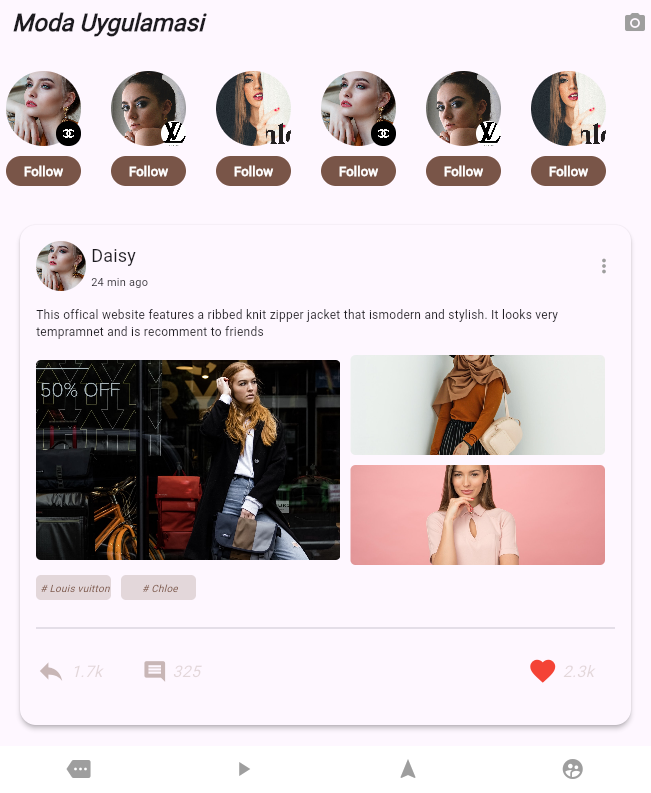 Moda Uygulamasi
Follow Follow Follow Follow Follow Follow
Daisy
24 min ago
This offical website features a ribbed knit zipper jacket that ismodern and stylish. It looks very
tempramnet and is recomment to friends
50% OFF
# Louis vuitton # Chloe
1.7k 325 2.3k